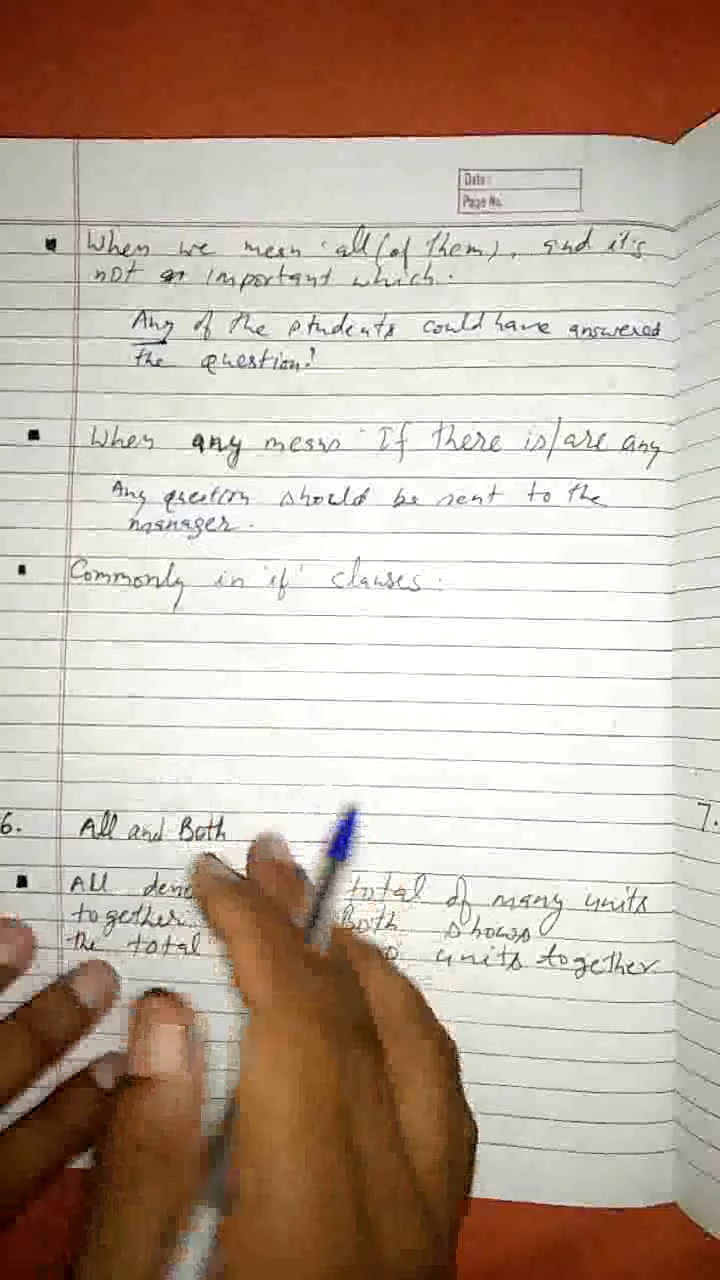 Date:
Page No.
▪ When we mean 'all (of them), and it's
not important which.
Any of the students could have answered
the question?
▪ When any means "If there is/are any
Any question should be sent to the
manager.
▪ Commonly in "if" clauses.
6. All and Both
7.
▪ All total of many units
together Both shows
the total units together